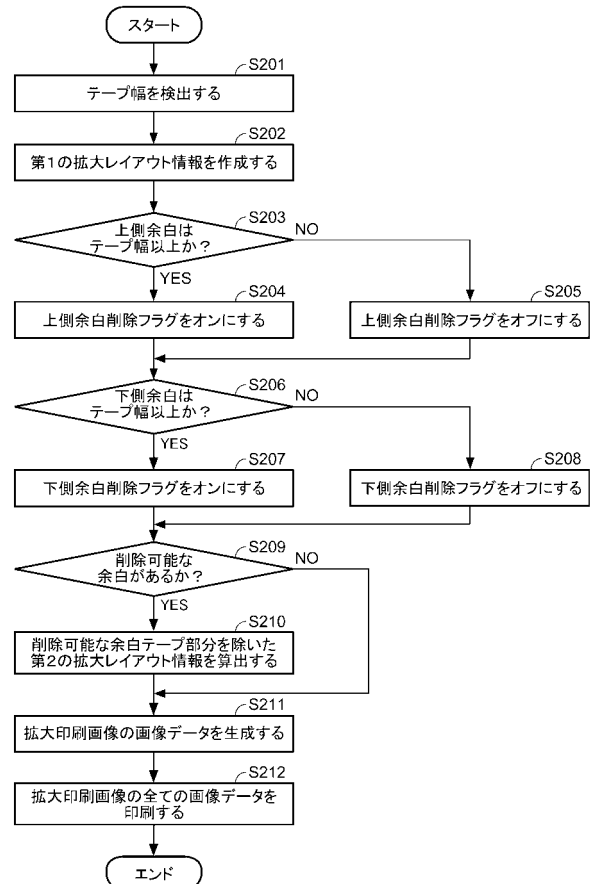 スタート
S201
テープ幅を検出する
S202
第1の拡大レイアウト情報を作成する
S203
上側余白は
テープ幅以上か？
NO
YES
S204
上側余白削除フラグをオンにする
S205
上側余白削除フラグをオフにする
S206
下側余白は
テープ幅以上か？
NO
YES
S207
下側余白削除フラグをオンにする
S208
下側余白削除フラグをオフにする
S209
削除可能な
余白があるか？
NO
YES
S210
削除可能な余白テープ部分を除いた
第2の拡大レイアウト情報を算出する
S211
拡大印刷画像の画像データを生成する
S212
拡大印刷画像の全ての画像データを
印刷する
エンド